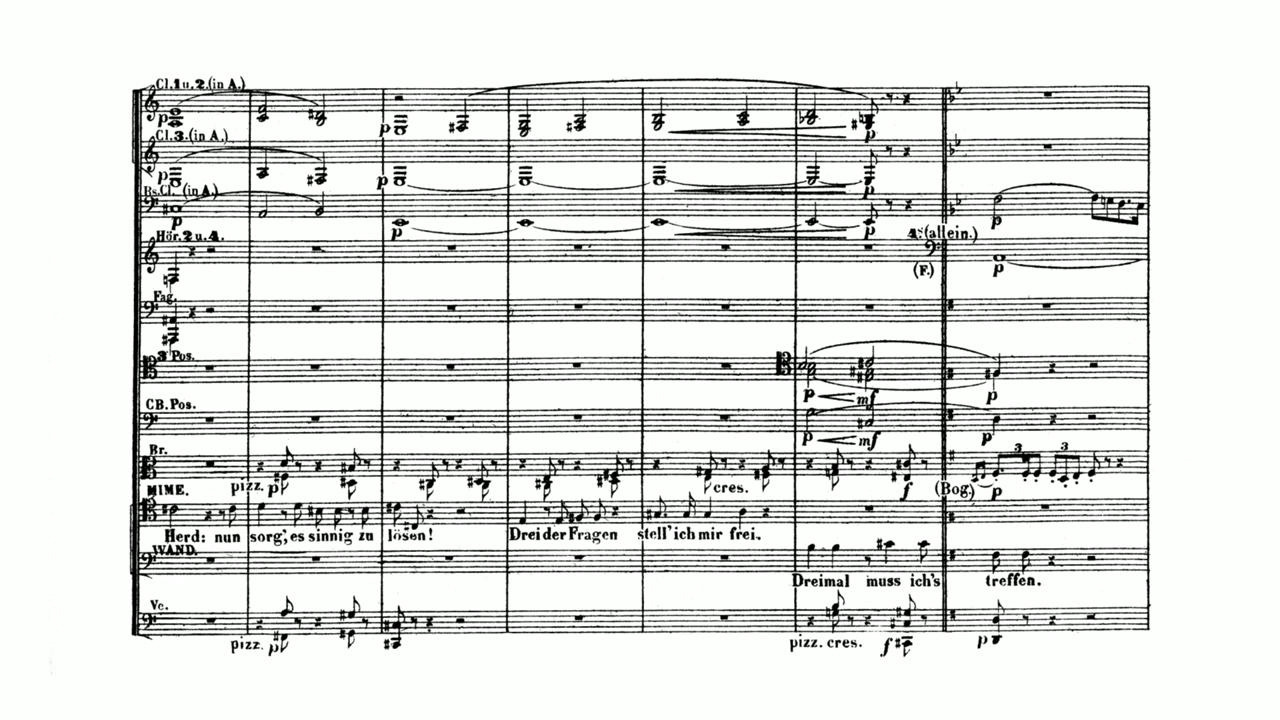 Cl. 1 u. 2. (in A.)
p p p
Cl. 3. (in A.)
p p p
Bs. Cl. (in A.)
p p p p
Hör. 2 u. 4. 4. (allein.)
(F.) p
Fag.
3 Pos.
p mf p
CB. Pos.
p mf p
Br. 3 3
pizz. p cres. f (Bog.) p
MIME.
Herd: nun sorg', es sinnig zu lösen! Drei der Fragen stell' ich mir frei.
WAND.
Dreimal muss ich's treffen.
Vc.
pizz. p pizz. cres. f p